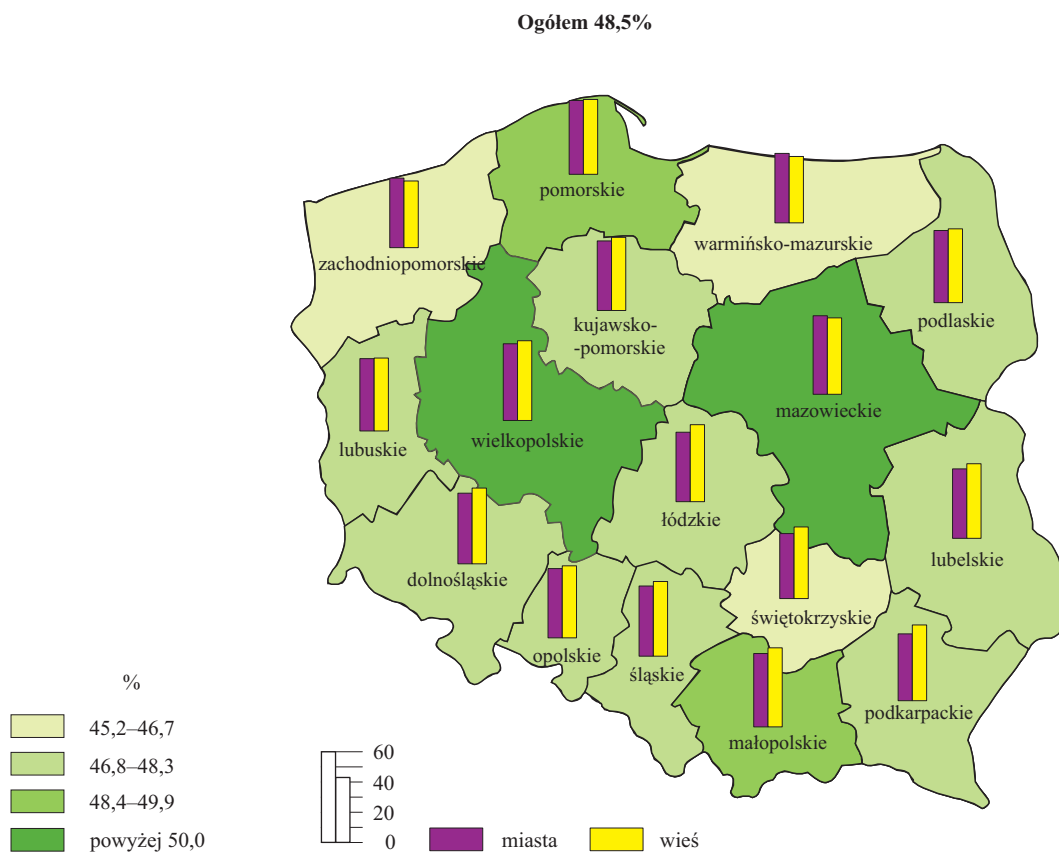 Ogółem 48,5%
pomorskie
warmińsko-mazurskie
zachodniopomorskie
podlaskie
kujawsko-
-pomorskie
mazowieckie
wielkopolskie
lubuskie
łódzkie
lubelskie
dolnośląskie
świętokrzyskie
opolskie
śląskie
podkarpackie
małopolskie
%
45,2–46,7
46,8–48,3
48,4–49,9
powyżej 50,0
60
40
20
0
miasta
wieś